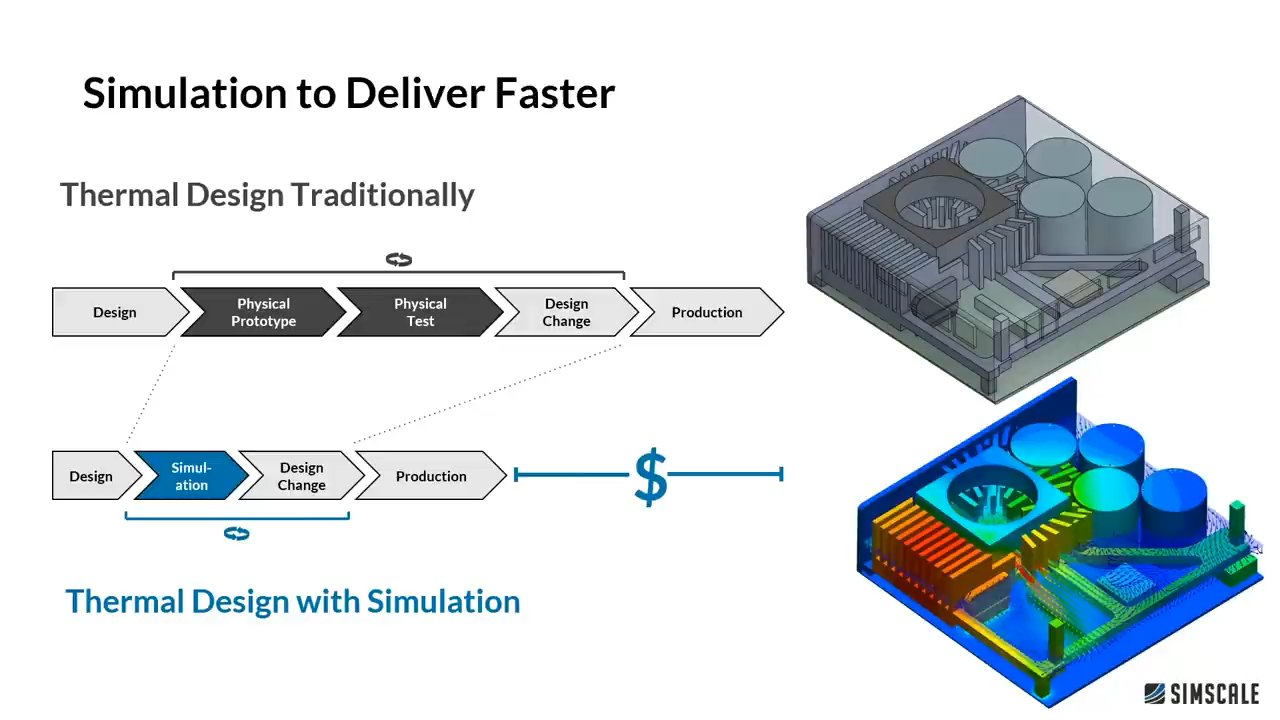 Simulation to Deliver Faster
Thermal Design Traditionally
Design
Physical
Prototype
Physical
Test
Design
Change
Production
Design
Simul-
ation
Design
Change
Production
$
Thermal Design with Simulation
SIMSCALE